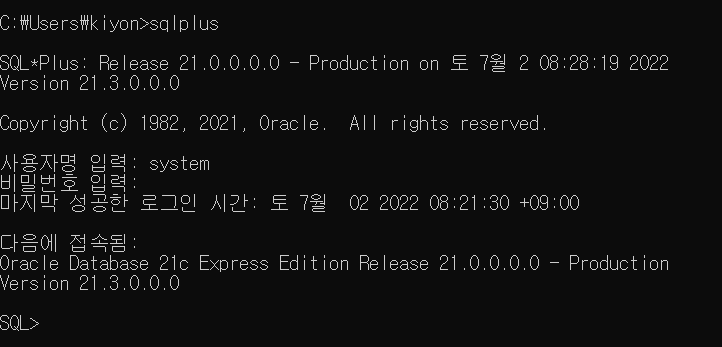 C:₩Users₩kiyon>sqlplus
SQL*Plus: Release 21.0.0.0.0 - Production on 토 7월 2 08:28:19 2022
Version 21.3.0.0.0
Copyright (c) 1982, 2021, Oracle.  All rights reserved.
사용자명 입력: system
비밀번호 입력:
마지막 성공한 로그인 시간: 토 7월  02 2022 08:21:30 +09:00
다음에 접속됨:
Oracle Database 21c Express Edition Release 21.0.0.0.0 - Production
Version 21.3.0.0.0
SQL>